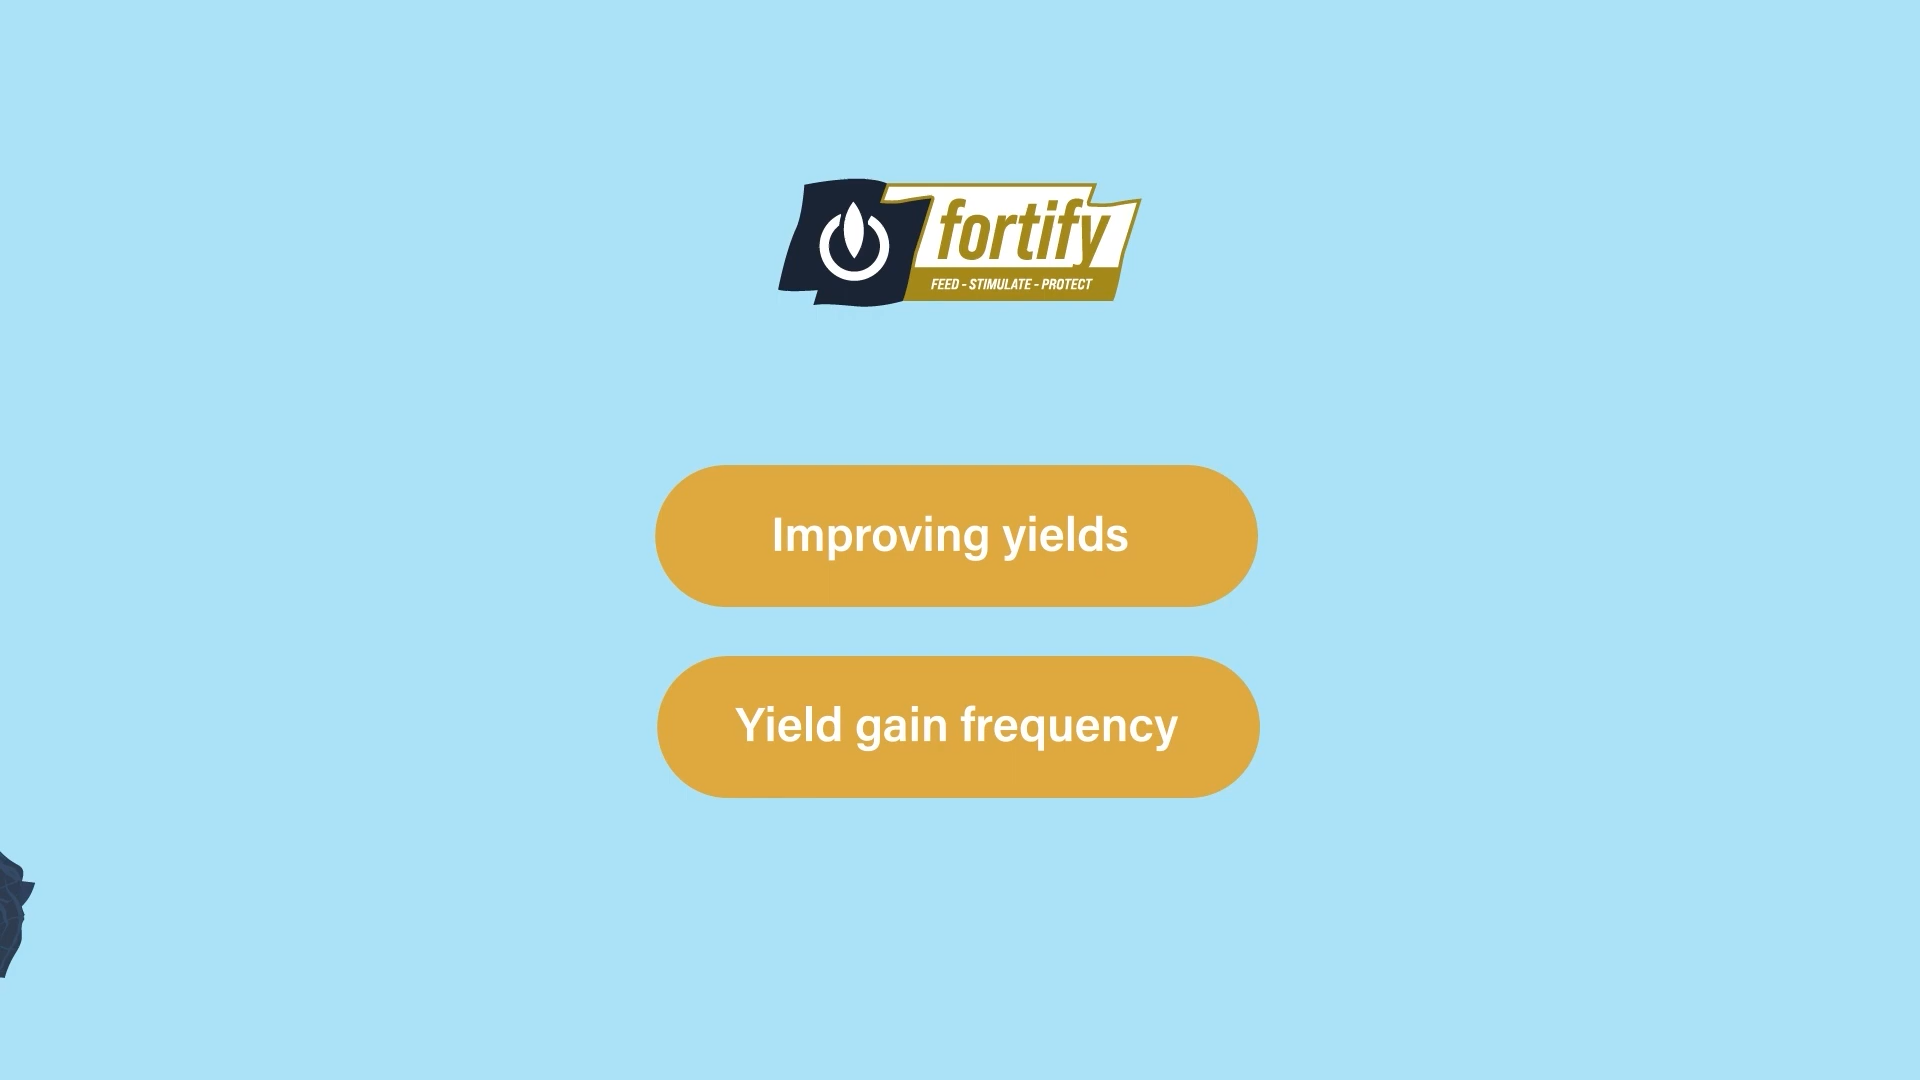 fortify
FEED - STIMULATE - PROTECT
Improving yields
Yield gain frequency